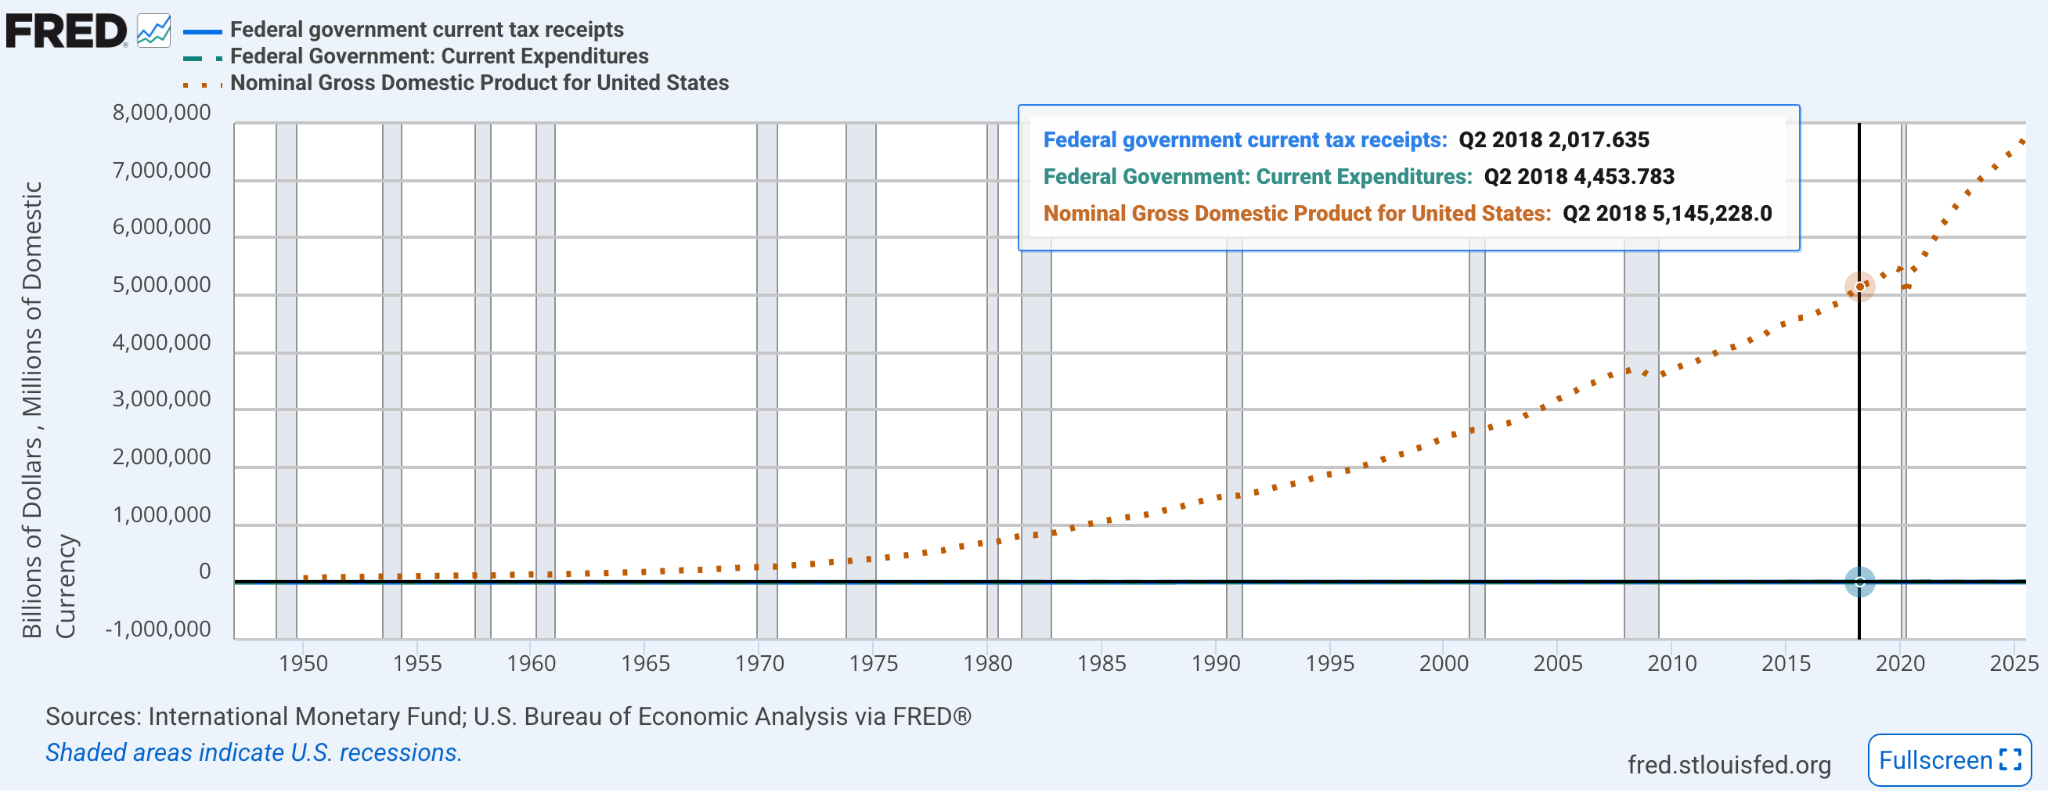 FRED
Federal government current tax receipts
Federal Government: Current Expenditures
Nominal Gross Domestic Product for United States
Billions of Dollars , Millions of Domestic
Currency
8,000,000
7,000,000
6,000,000
5,000,000
4,000,000
3,000,000
2,000,000
1,000,000
0
-1,000,000
Federal government current tax receipts: Q2 2018 2,017.635
Federal Government: Current Expenditures: Q2 2018 4,453.783
Nominal Gross Domestic Product for United States: Q2 2018 5,145,228.0
1950 1955 1960 1965 1970 1975 1980 1985 1990 1995 2000 2005 2010 2015 2020 2025
Sources: International Monetary Fund; U.S. Bureau of Economic Analysis via FRED®
Shaded areas indicate U.S. recessions.
fred.stlouisfed.org
Fullscreen